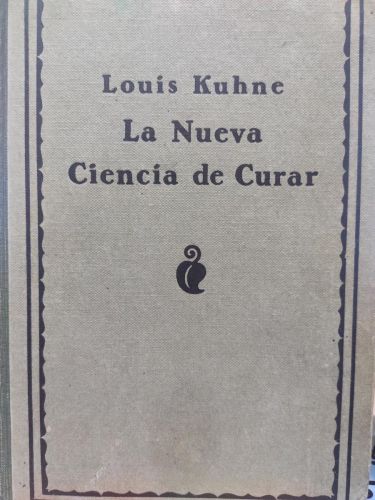 Louis Kuhne
La Nueva
Ciencia de Curar